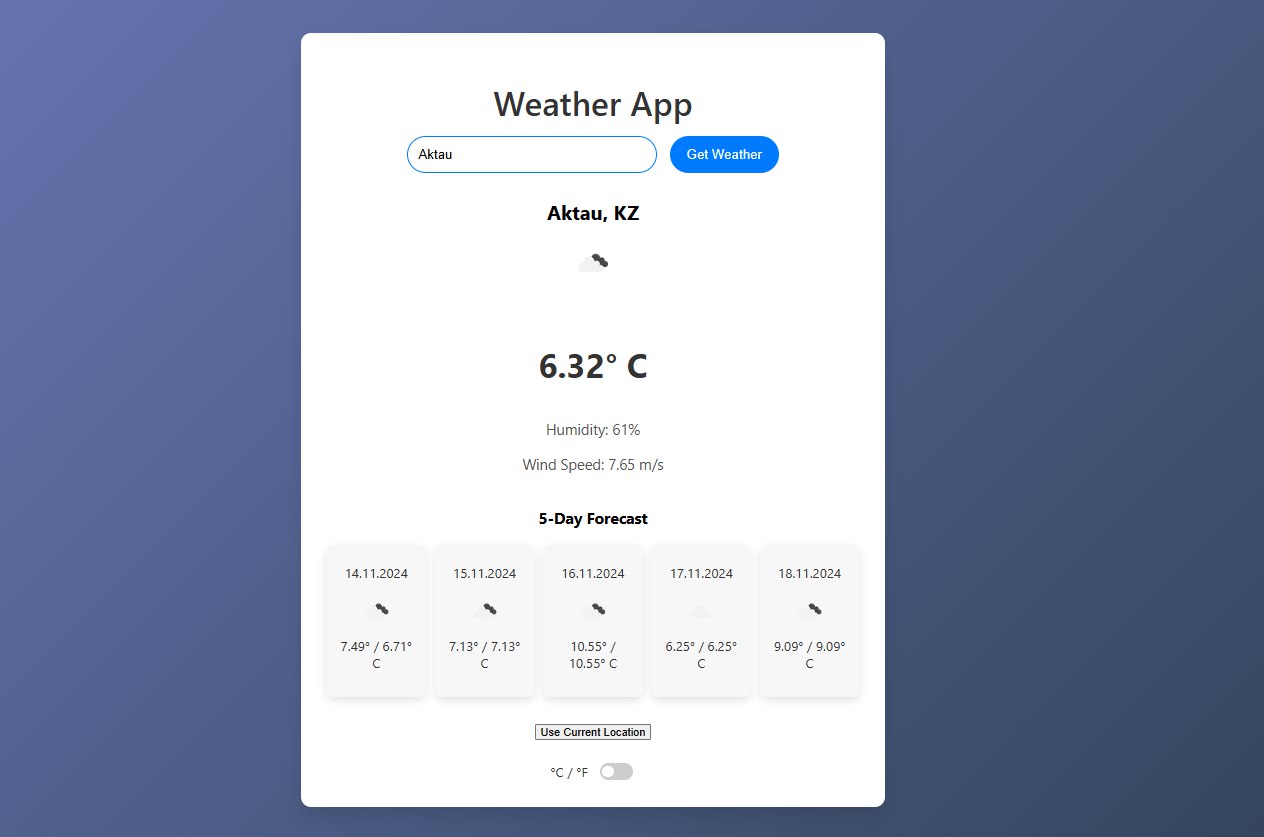 Weather App
Aktau
Get Weather
Aktau, KZ
6.32° C
Humidity: 61%
Wind Speed: 7.65 m/s
5-Day Forecast
14.11.2024
7.49° / 6.71°
C
15.11.2024
7.13° / 7.13°
C
16.11.2024
10.55° /
10.55° C
17.11.2024
6.25° / 6.25°
C
18.11.2024
9.09° / 9.09°
C
Use Current Location
°C / °F